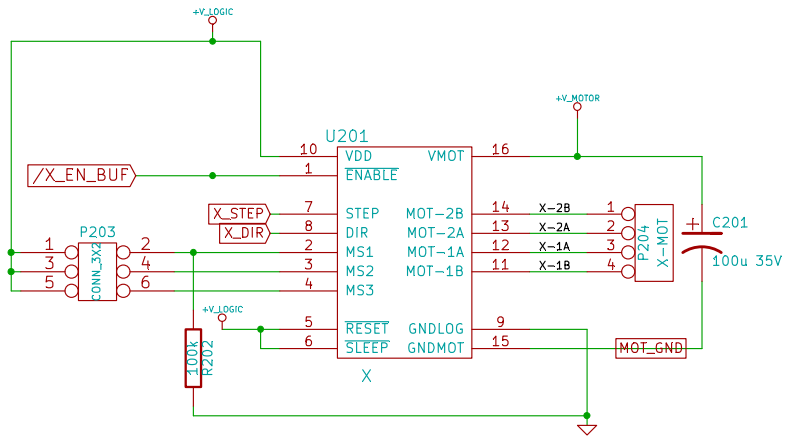 +V_LOGIC
+V_MOTOR
U201
10 VDD VMOT 16
/X_EN_BUF 1 ENABLE
X_STEP 7 STEP MOT-2B 14 X-2B 1
X_DIR 8 DIR MOT-2A 13 X-2A 2
2 MS1 MOT-1A 12 X-1A 3
3 MS2 MOT-1B 11 X-1B 4
4 MS3
P204
X-MOT
C201
100u 35V
P203
1 2
3 4
5 6
CONN_3X2
+V_LOGIC
5 RESET GNDLOG 9
6 SLEEP GNDMOT 15 MOT_GND
X
100k
R202